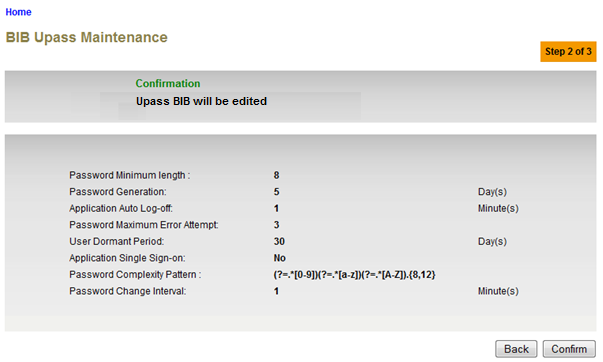 Home
BIB Upass Maintenance
Step 2 of 3
Confirmation
Upass BIB will be edited
Password Minimum length : 8
Password Generation: 5 Day(s)
Application Auto Log-off: 1 Minute(s)
Password Maximum Error Attempt: 3
User Dormant Period: 30 Day(s)
Application Single Sign-on: No
Password Complexity Pattern : (?=.*[0-9])(?=.*[a-z])(?=.*[A-Z]).{8,12}
Password Change Interval: 1 Minute(s)
Back Confirm